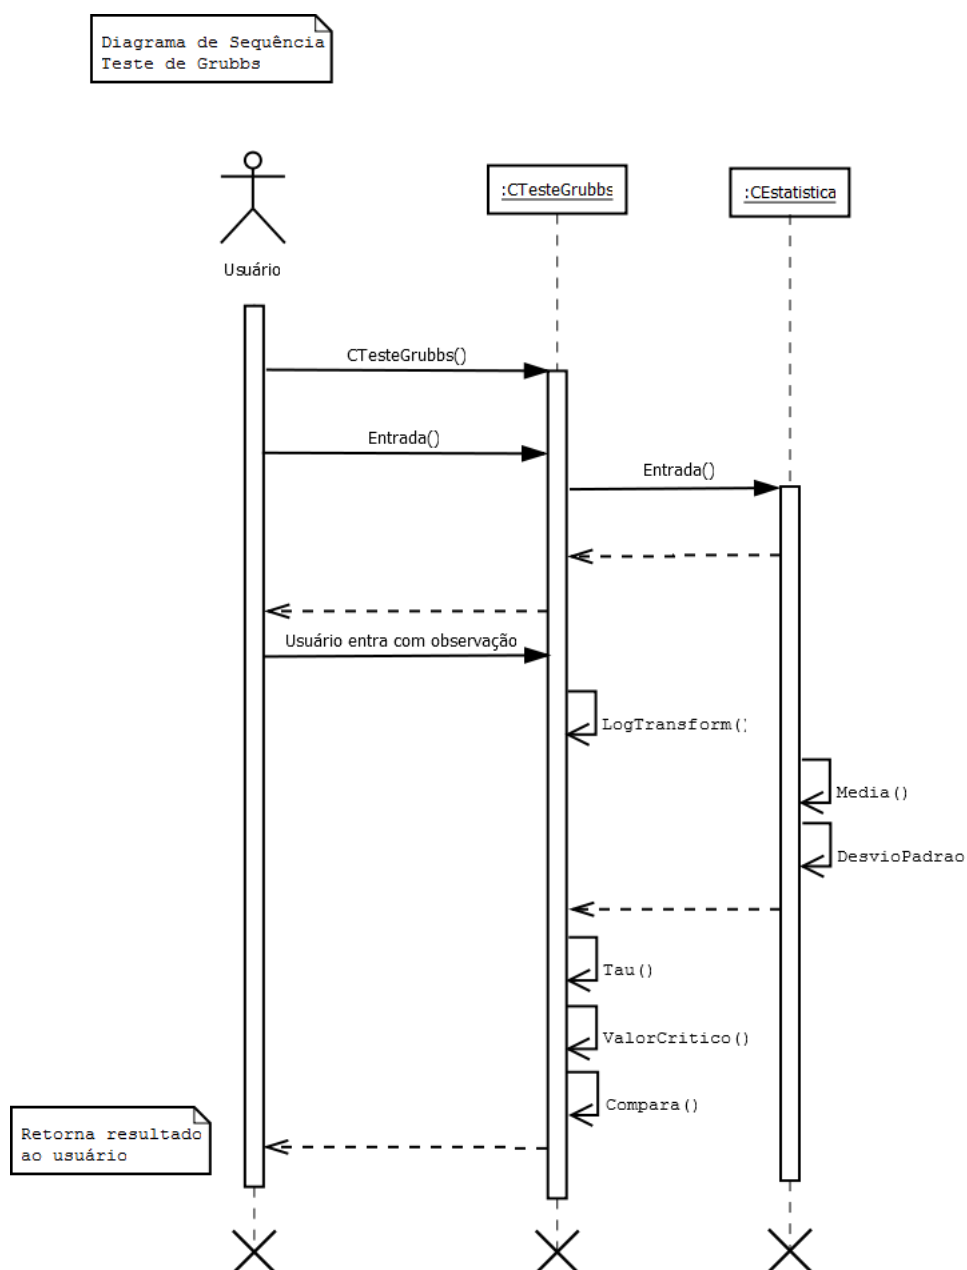 Diagrama de Sequência
Teste de Grubbs
:CTesteGrubbs
:CEstatistica
Usuário
CTesteGrubbs()
Entrada()
Entrada()
Usuário entra com observação
LogTransform()
Media()
DesvioPadrao
Tau()
ValorCritico()
Compara()
Retorna resultado
ao usuário